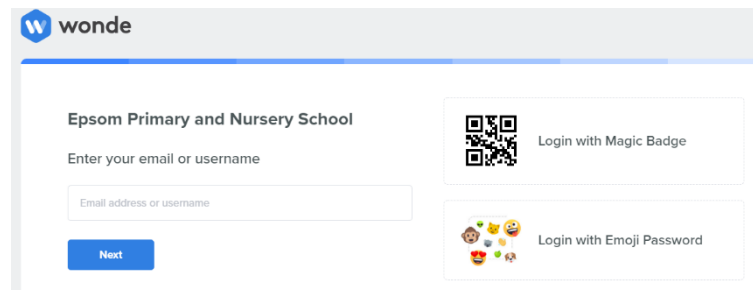 wonde
Epsom Primary and Nursery School
Enter your email or username
Email address or username
Next
Login with Magic Badge
Login with Emoji Password